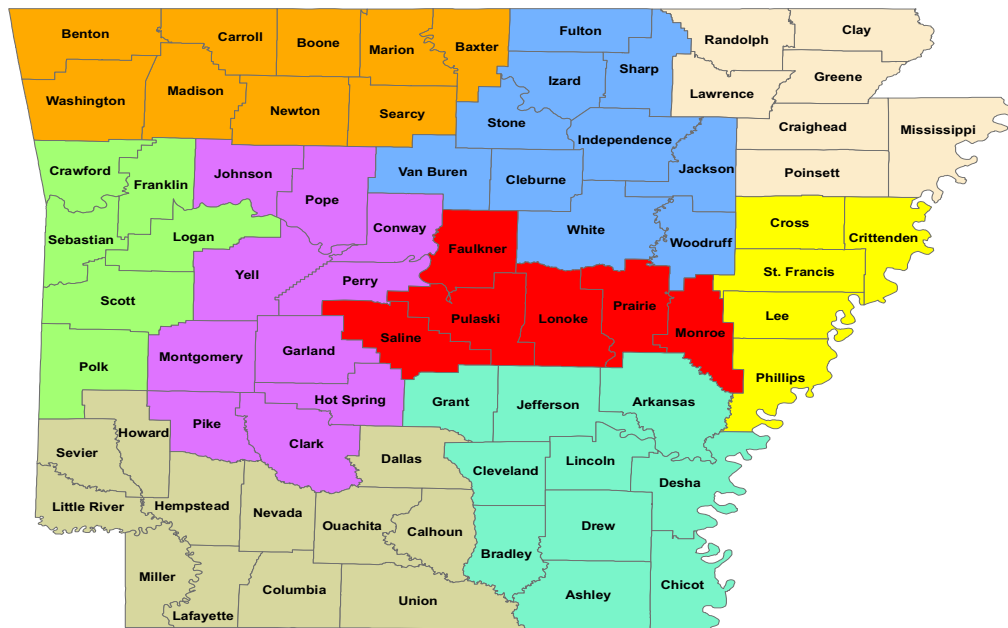 Benton
Carroll
Boone
Marion
Baxter
Fulton
Randolph
Clay
Washington
Madison
Newton
Searcy
Izard
Sharp
Lawrence
Greene
Stone
Independence
Craighead
Mississippi
Crawford
Franklin
Johnson
Pope
Van Buren
Cleburne
Jackson
Poinsett
Sebastian
Logan
Conway
Faulkner
White
Woodruff
Cross
Crittenden
Scott
Yell
Perry
Pulaski
Lonoke
Prairie
Monroe
St. Francis
Lee
Polk
Montgomery
Garland
Saline
Phillips
Hot Spring
Grant
Jefferson
Arkansas
Howard
Pike
Clark
Sevier
Dallas
Cleveland
Lincoln
Desha
Little River
Hempstead
Nevada
Ouachita
Calhoun
Drew
Bradley
Miller
Lafayette
Columbia
Union
Ashley
Chicot